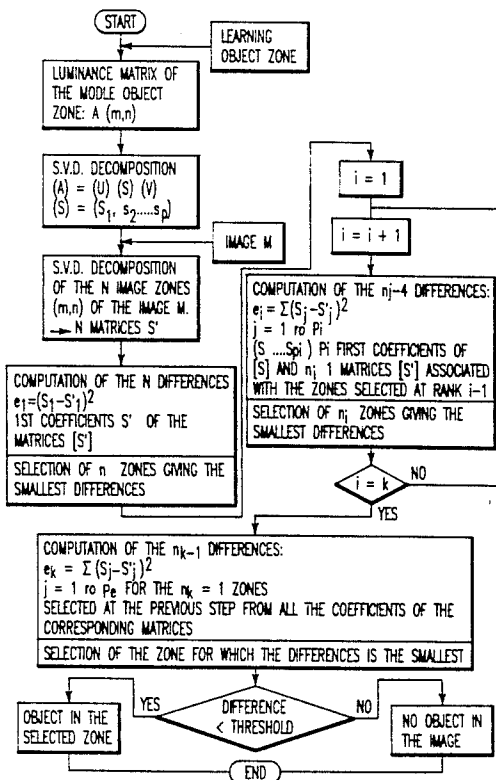 START
LEARNING
OBJECT ZONE
LUMINANCE MATRIX OF
THE MODLE OBJECT
ZONE: A (m,n)
S.V.D. DECOMPOSITION
(A) = (U) (S) (V)
(S) = (S1, s2.....sp)
IMAGE M
S.V.D. DECOMPOSITION
OF THE N IMAGE ZONES
(m,n) OF THE IMAGE M.
→ N MATRICES S'
COMPUTATION OF THE N DIFFERENCES
e1=(S1-S'1)2
1ST COEFFICIENTS S' OF THE
MATRICES [S']
SELECTION OF n ZONES GIVING THE
SMALLEST DIFFERENCES
i = 1
i = i + 1
COMPUTATION OF THE nj-4 DIFFERENCES:
ei = Σ(Sj-S'j)2
j = 1 ro Pi
(S ....Spi) Pi FIRST COEFFICIENTS OF
[S] AND ni 1 MATRICES [S'] ASSOCIATED
WITH THE ZONES SELECTED AT RANK i-1
SELECTION OF ni ZONES GIVING THE
SMALLEST DIFFERENCES
i = k
NO
YES
COMPUTATION OF THE nk-1 DIFFERENCES:
ek = Σ (Sj-S'j)2
j = 1 ro pe FOR THE nk = 1 ZONES
SELECTED AT THE PREVIOUS STEP FROM ALL THE COEFFICIENTS OF THE
CORRESPONDING MATRICES
SELECTION OF THE ZONE FOR WHICH THE DIFFERENCES IS THE SMALLEST
YES
DIFFERENCE
< THRESHOLD
NO
OBJECT IN THE
SELECTED ZONE
NO OBJECT IN
THE IMAGE
END